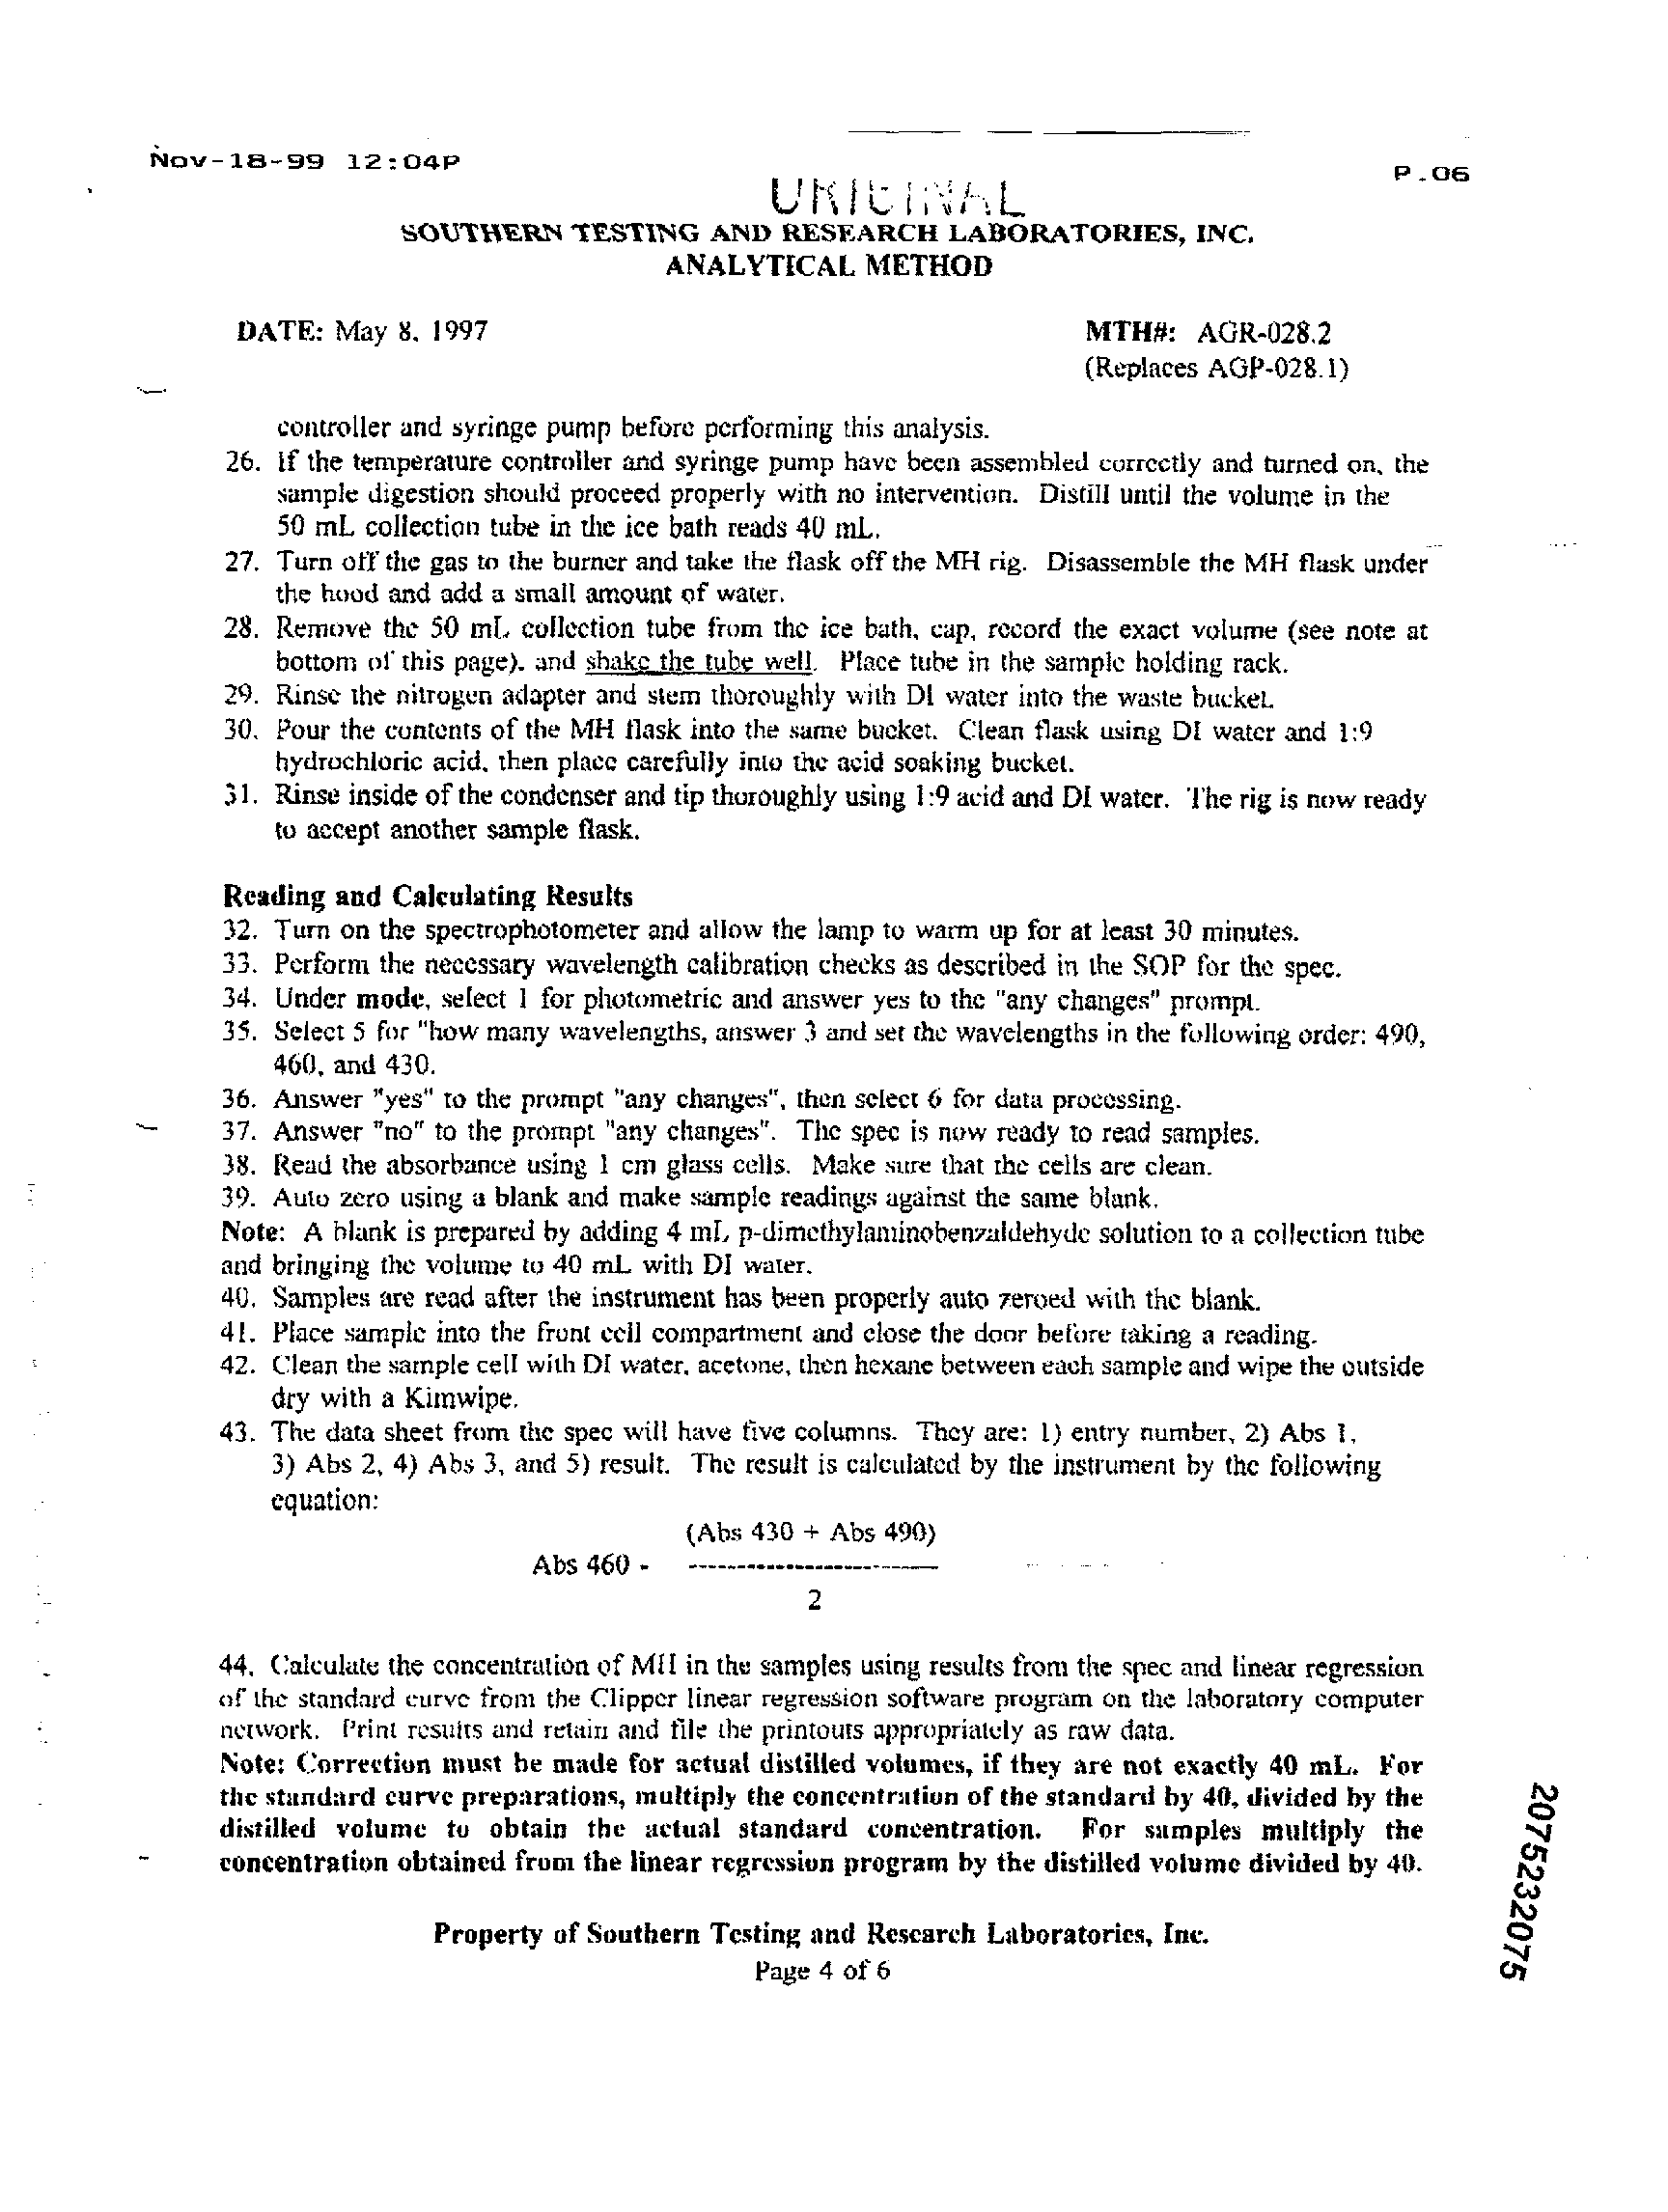 Nov-18-99 12:04P
P.06
ORIGINAL
SOUTHERN TESTING AND RESEARCH LABORATORIES, INC.
ANALYTICAL METHOD
DATE: May 8, 1997
MTH#: AGR-028.2
(Replaces AGP-028.1)
controller and syringe pump before performing this analysis.
26. If the temperature controller and syringe pump have been assembled correctly and turned on, the
sample digestion should proceed properly with no intervention. Distill until the volume in the
50 mL collection tube in the ice bath reads 40 mL.
27. Turn off the gas to the burner and take the flask off the MH rig. Disassemble the MH flask under
the hood and add a small amount of water.
28. Remove the 50 mL collection tube from the ice bath, cap, record the exact volume (see note at
bottom of this page), and shake the tube well. Place tube in the sample holding rack.
29. Rinse the nitrogen adapter and stem thoroughly with DI water into the waste bucket.
30. Pour the contents of the MH flask into the same bucket. Clean flask using DI water and 1:9
hydrochloric acid, then place carefully into the acid soaking bucket.
31. Rinse inside of the condenser and tip thoroughly using 1:9 acid and DI water. The rig is now ready
to accept another sample flask.
Reading and Calculating Results
32. Turn on the spectrophotometer and allow the lamp to warm up for at least 30 minutes.
33. Perform the necessary wavelength calibration checks as described in the SOP for the spec.
34. Under mode, select 1 for photometric and answer yes to the "any changes" prompt.
35. Select 5 for "how many wavelengths, answer 3 and set the wavelengths in the following order: 490,
460, and 430.
36. Answer "yes" to the prompt "any changes", then select 6 for data processing.
37. Answer "no" to the prompt "any changes". The spec is now ready to read samples.
38. Read the absorbance using 1 cm glass cells. Make sure that the cells are clean.
39. Auto zero using a blank and make sample readings against the same blank.
Note: A blank is prepared by adding 4 mL p-dimethylaminobenzaldehyde solution to a collection tube
and bringing the volume to 40 mL with DI water.
40. Samples are read after the instrument has been properly auto zeroed with the blank.
41. Place sample into the front cell compartment and close the door before taking a reading.
42. Clean the sample cell with DI water, acetone, then hexane between each sample and wipe the outside
dry with a Kimwipe.
43. The data sheet from the spec will have five columns. They are: 1) entry number, 2) Abs 1,
3) Abs 2, 4) Abs 3, and 5) result. The result is calculated by the instrument by the following
equation:
(Abs 430 + Abs 490)
Abs 460 - -------------------------
2
44. Calculate the concentration of MH in the samples using results from the spec and linear regression
of the standard curve from the Clipper linear regression software program on the laboratory computer
network. Print results and retain and file the printouts appropriately as raw data.
Note: Correction must be made for actual distilled volumes, if they are not exactly 40 mL. For
the standard curve preparations, multiply the concentration of the standard by 40, divided by the
distilled volume to obtain the actual standard concentration. For samples multiply the
concentration obtained from the linear regression program by the distilled volume divided by 40.
Property of Southern Testing and Research Laboratories, Inc.
Page 4 of 6
2075232075